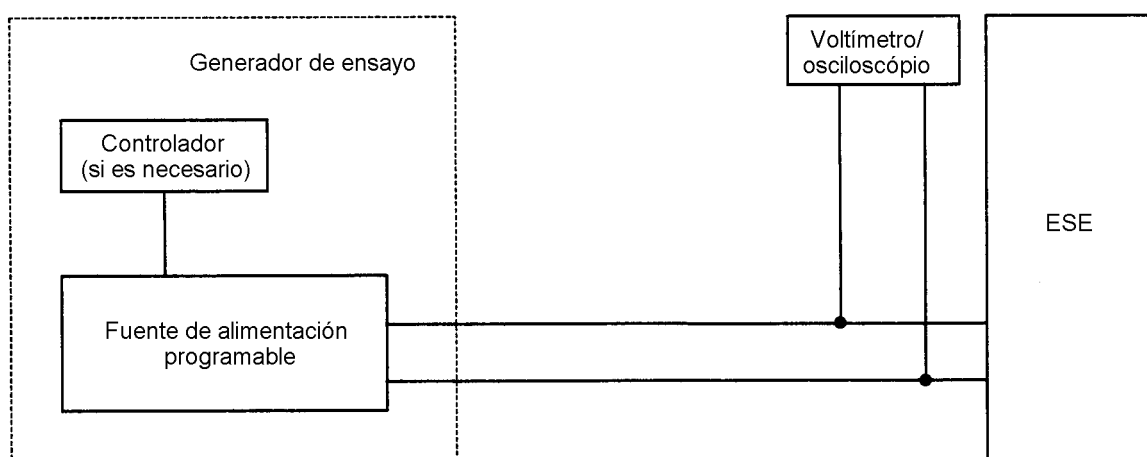 Generador de ensayo
Controlador
(si es necesario)
Fuente de alimentación
programable
Voltímetro/
osciloscópio
ESE